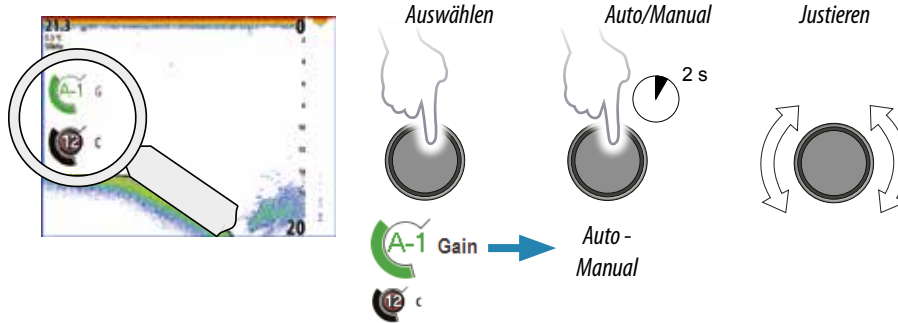 Auswählen
Auto/Manual
Justieren
2 s
21.3
0
A-1 G
12 C
20
A-1 Gain
Auto -
Manual
12 C